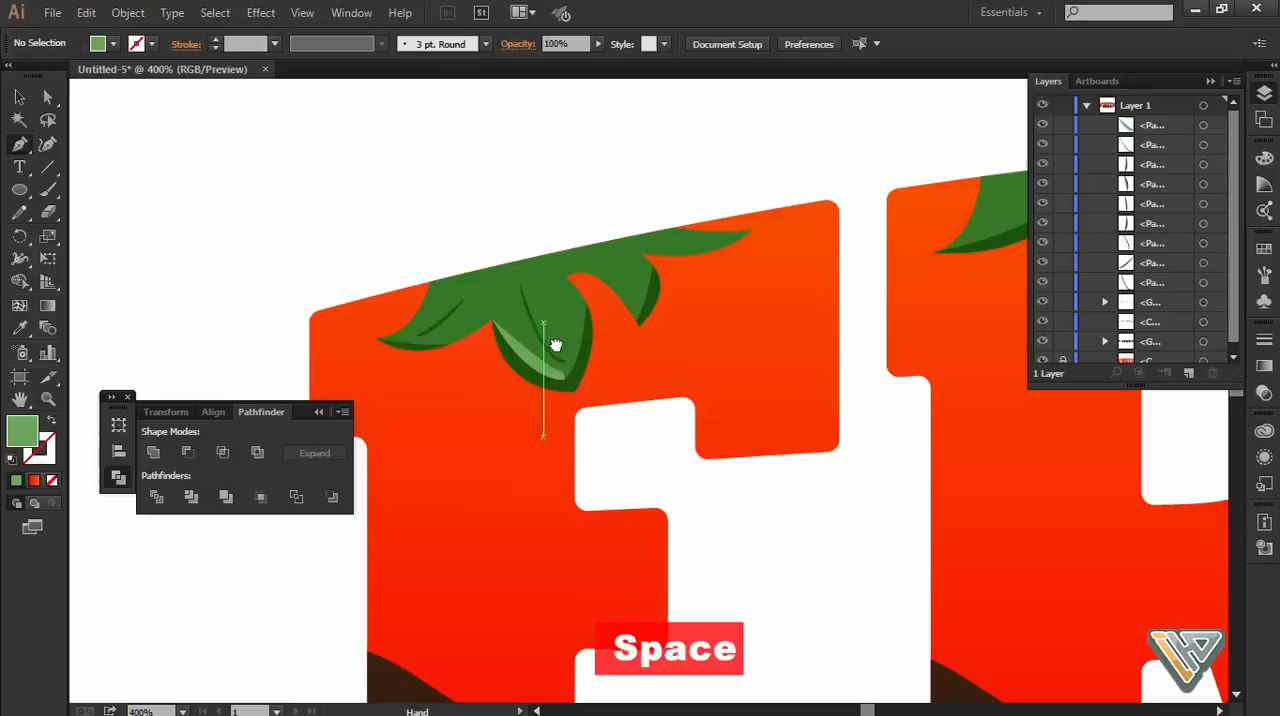 Ai File Edit Object Type Select Effect View Window Help Br St Essentials
No Selection Stroke: 3 pt. Round Opacity: 100% Style: Document Setup Preferences
Untitled-5* @ 400% (RGB/Preview) ×
Layers Artboards
Layer 1
<Pa...
<Pa...
<Pa...
<Pa...
<Pa...
<Pa...
<Pa...
<Pa...
<Pa...
<G...
<C...
<G...
<C...
1 Layer
Transform Align Pathfinder
Shape Modes:
Expand
Pathfinders:
Space
400% 1 Hand